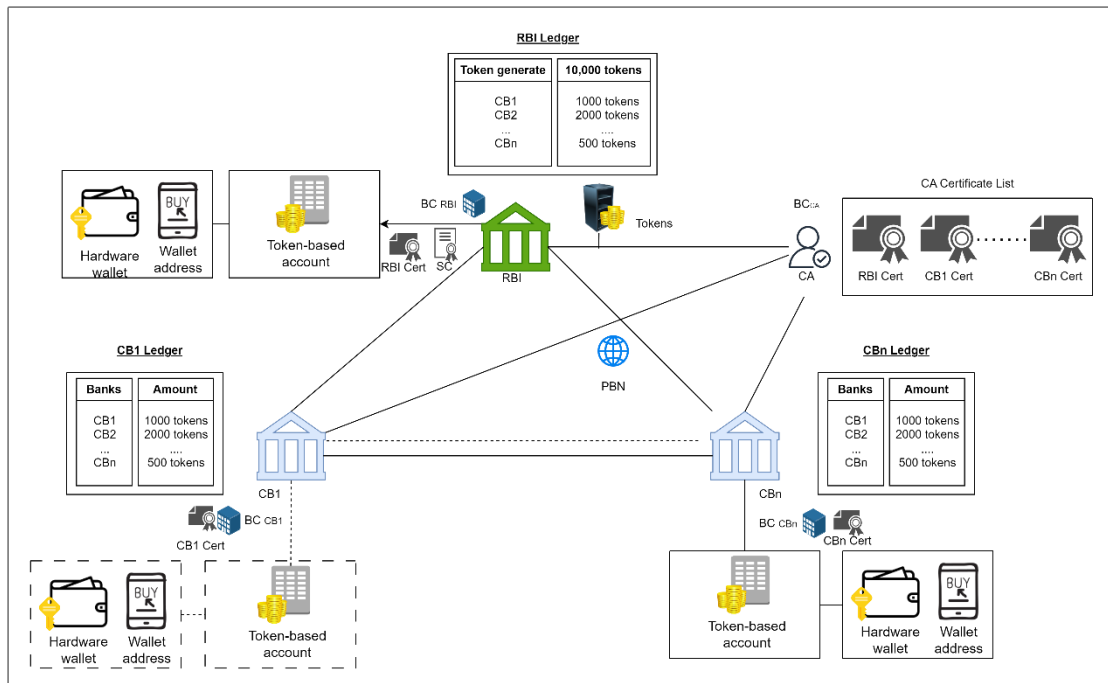 RBI Ledger
Token generate
10,000 tokens
CB1
1000 tokens
CB2
2000 tokens
...
....
CBn
500 tokens
Hardware
wallet
BUY
Wallet
address
Token-based
account
BC RBI
RBI Cert
SC
RBI
Tokens
BCCA
CA
CA Certificate List
RBI Cert
CB1 Cert
CBn Cert
PBN
CB1 Ledger
Banks
Amount
CB1
1000 tokens
CB2
2000 tokens
...
....
CBn
500 tokens
CB1
CBn Ledger
Banks
Amount
CB1
1000 tokens
CB2
2000 tokens
...
....
CBn
500 tokens
CBn
CB1 Cert
BC CB1
Hardware
wallet
BUY
Wallet
address
Token-based
account
BC CBn
CBn Cert
Token-based
account
Hardware
wallet
BUY
Wallet
address